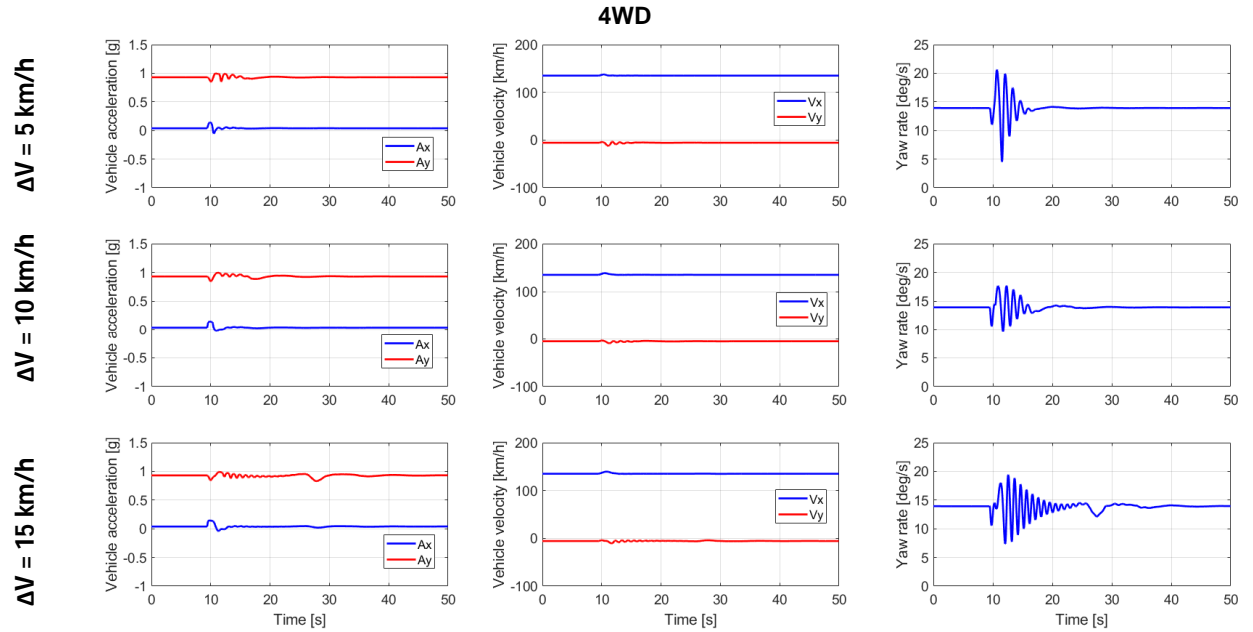 4WD
ΔV = 5 km/h
Vehicle acceleration [g]
1.5
1
0.5
0
-0.5
-1
0 10 20 30 40 50
Ax
Ay
Vehicle velocity [km/h]
200
100
0
-100
0 10 20 30 40 50
Vx
Vy
Yaw rate [deg/s]
25
20
15
10
5
0
0 10 20 30 40 50
ΔV = 10 km/h
Vehicle acceleration [g]
1.5
1
0.5
0
-0.5
-1
0 10 20 30 40 50
Ax
Ay
Vehicle velocity [km/h]
200
100
0
-100
0 10 20 30 40 50
Vx
Vy
Yaw rate [deg/s]
25
20
15
10
5
0
0 10 20 30 40 50
ΔV = 15 km/h
Vehicle acceleration [g]
1.5
1
0.5
0
-0.5
-1
0 10 20 30 40 50
Time [s]
Ax
Ay
Vehicle velocity [km/h]
200
100
0
-100
0 10 20 30 40 50
Time [s]
Vx
Vy
Yaw rate [deg/s]
25
20
15
10
5
0
0 10 20 30 40 50
Time [s]